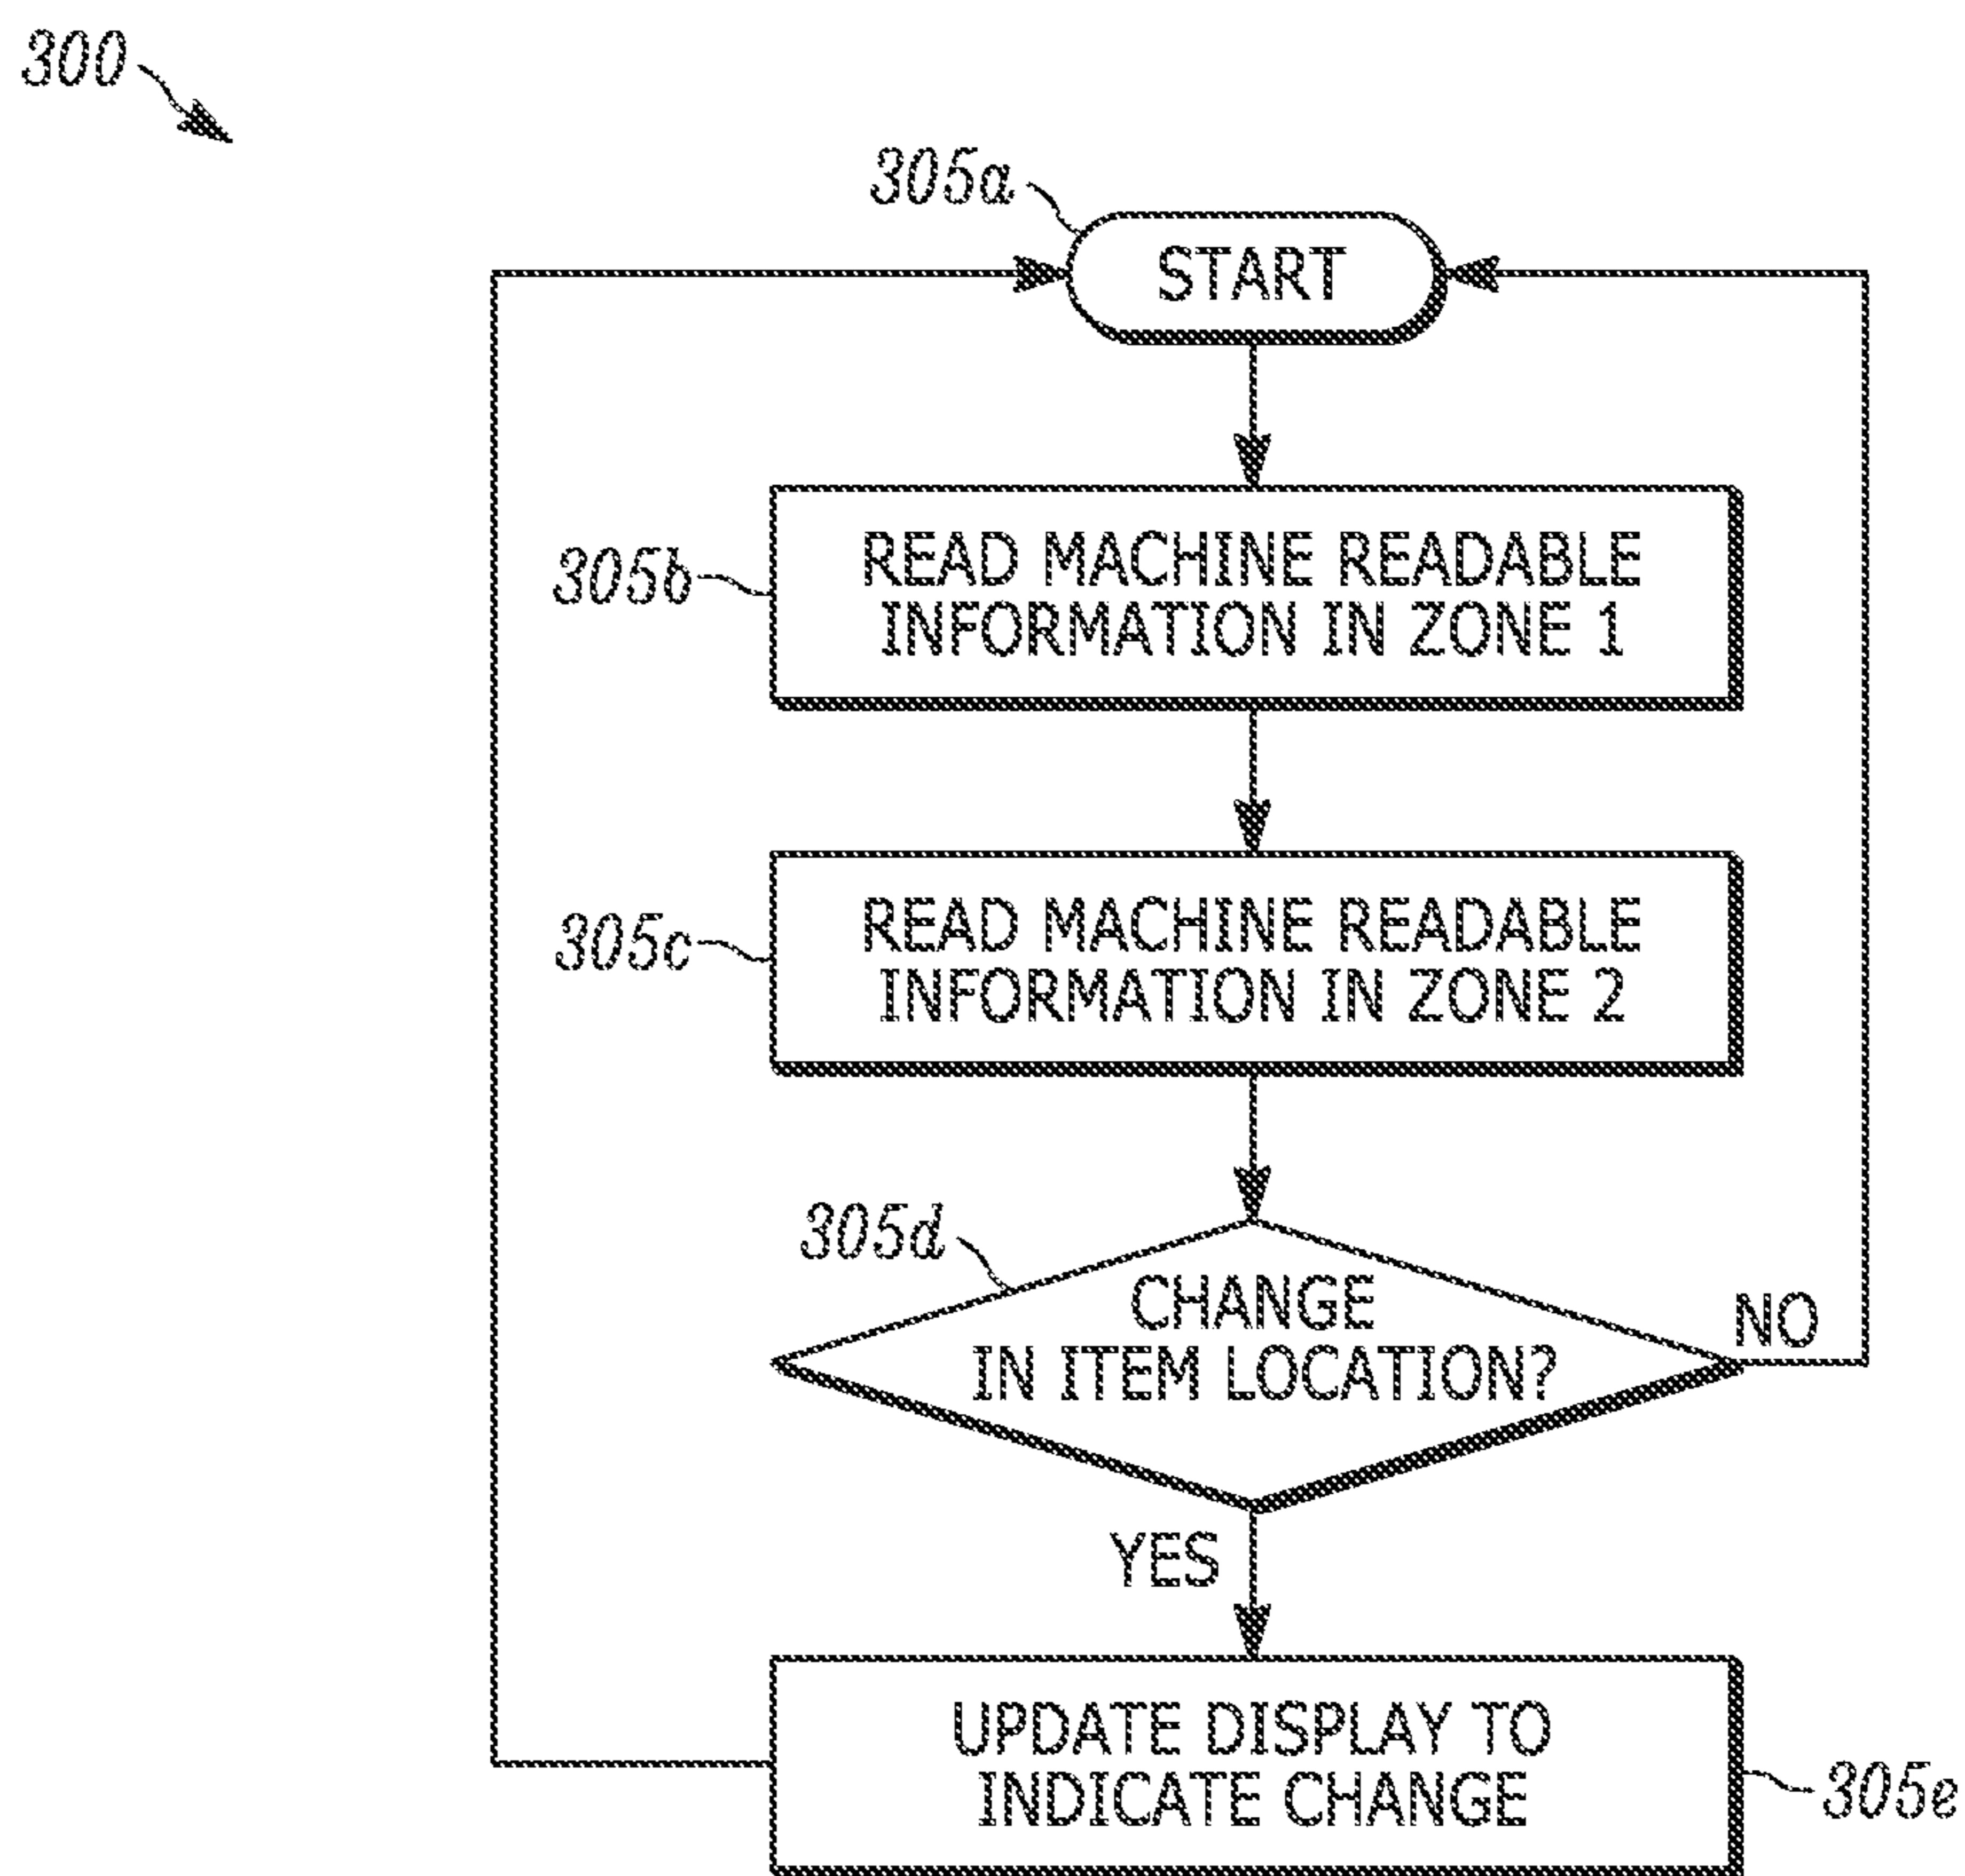 300
305a
START
305b
READ MACHINE READABLE
INFORMATION IN ZONE 1
305c
READ MACHINE READABLE
INFORMATION IN ZONE 2
305d
CHANGE
IN ITEM LOCATION?
NO
YES
UPDATE DISPLAY TO
INDICATE CHANGE
305e